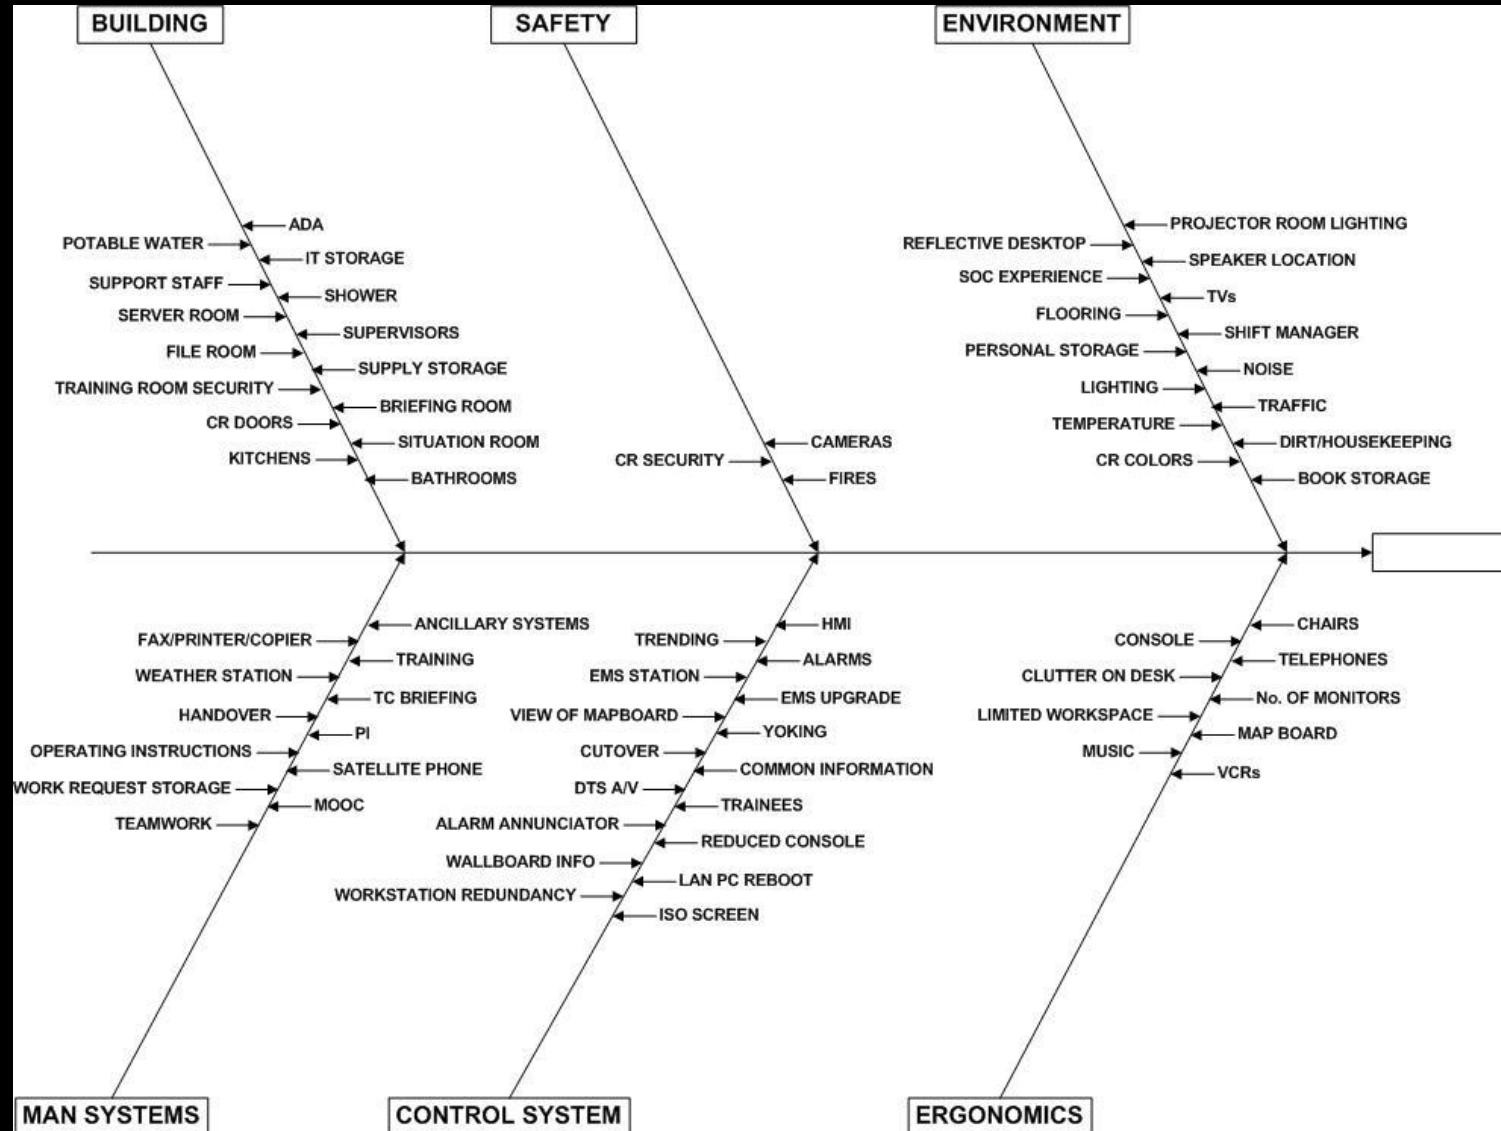 BUILDING
SAFETY
ENVIRONMENT
ADA
POTABLE WATER
IT STORAGE
SUPPORT STAFF
SHOWER
SERVER ROOM
SUPERVISORS
FILE ROOM
SUPPLY STORAGE
TRAINING ROOM SECURITY
BRIEFING ROOM
CR DOORS
SITUATION ROOM
KITCHENS
BATHROOMS
CAMERAS
CR SECURITY
FIRES
PROJECTOR ROOM LIGHTING
REFLECTIVE DESKTOP
SPEAKER LOCATION
SOC EXPERIENCE
TVs
FLOORING
SHIFT MANAGER
PERSONAL STORAGE
NOISE
LIGHTING
TRAFFIC
TEMPERATURE
DIRT/HOUSEKEEPING
CR COLORS
BOOK STORAGE
ANCILLARY SYSTEMS
FAX/PRINTER/COPIER
TRAINING
WEATHER STATION
TC BRIEFING
HANDOVER
PI
OPERATING INSTRUCTIONS
SATELLITE PHONE
WORK REQUEST STORAGE
MOOC
TEAMWORK
HMI
TRENDING
ALARMS
EMS STATION
EMS UPGRADE
VIEW OF MAPBOARD
YOKING
CUTOVER
COMMON INFORMATION
DTS A/V
TRAINEES
ALARM ANNUNCIATOR
REDUCED CONSOLE
WALLBOARD INFO
LAN PC REBOOT
WORKSTATION REDUNDANCY
ISO SCREEN
CHAIRS
CONSOLE
TELEPHONES
CLUTTER ON DESK
No. OF MONITORS
LIMITED WORKSPACE
MAP BOARD
MUSIC
VCRs
MAN SYSTEMS
CONTROL SYSTEM
ERGONOMICS